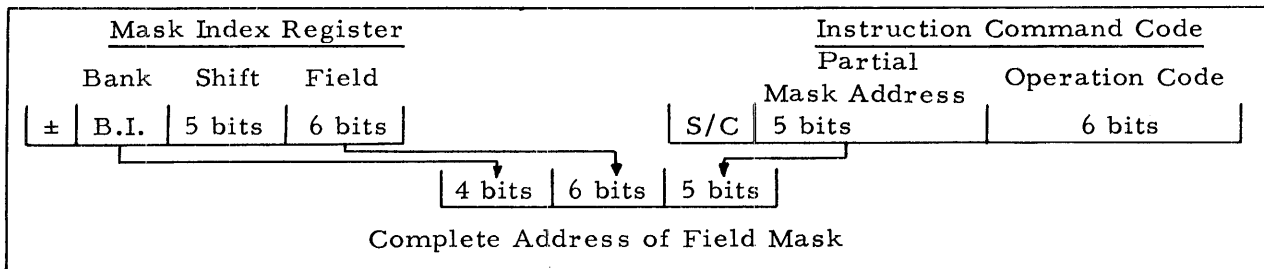 Mask Index Register Instruction Command Code
Partial
Bank Shift Field Mask Address Operation Code
± B.I. 5 bits 6 bits S/C 5 bits 6 bits
4 bits 6 bits 5 bits
Complete Address of Field Mask